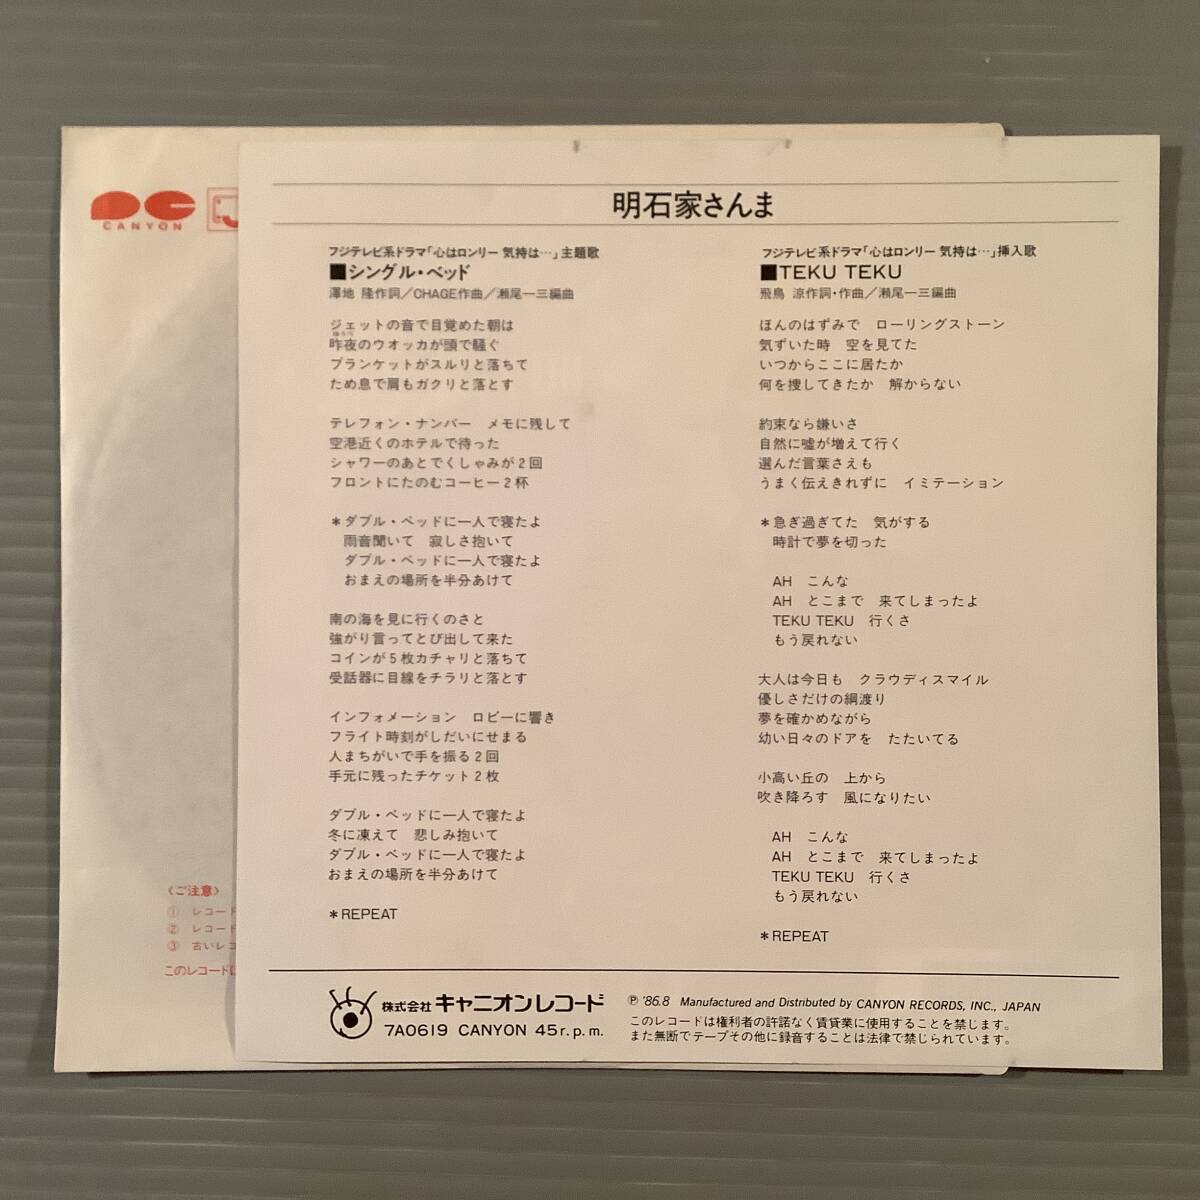 CANYON
明石家さんま
フジテレビ系ドラマ「心はロンリー 気持は…」主題歌
■シングル・ベッド
澤地 隆作詞／CHAGE作曲／瀬尾一三編曲
ジェットの音で目覚めた朝は
昨夜のウオッカが頭で騒ぐ
ブランケットがスルリと落ちて
ため息で肩もガクリと落とす
テレフォン・ナンバー　メモに残して
空港近くのホテルで待った
シャワーのあとでくしゃみが2回
フロントにたのむコーヒー2杯
＊ダブル・ベッドに一人で寝たよ
雨音聞いて　寂しさ抱いて
ダブル・ベッドに一人で寝たよ
おまえの場所を半分あけて
南の海を見に行くのさと
強がり言ってとび出して来た
コインが5枚カチャリと落ちて
受話器に目線をチラリと落とす
インフォメーション　ロビーに響き
フライト時刻がしだいにせまる
人まちがいで手を振る2回
手元に残ったチケット2枚
ダブル・ベッドに一人で寝たよ
冬に凍えて　悲しみ抱いて
ダブル・ベッドに一人で寝たよ
おまえの場所を半分あけて
＊REPEAT
フジテレビ系ドラマ「心はロンリー 気持は…」挿入歌
■TEKU TEKU
飛鳥 涼作詞・作曲／瀬尾一三編曲
ほんのはずみで　ローリングストーン
気ずいた時　空を見てた
いつからここに居たか
何を捜してきたか　解からない
約束なら嫌いさ
自然に嘘が増えて行く
選んだ言葉さえも
うまく伝えきれずに　イミテーション
＊急ぎ過ぎてた　気がする
時計で夢を切った
AH　こんな
AH　とこまで　来てしまったよ
TEKU TEKU　行くさ
もう戻れない
大人は今日も　クラウディスマイル
優しさだけの綱渡り
夢を確かめながら
幼い日々のドアを　たたいてる
小高い丘の　上から
吹き降ろす　風になりたい
AH　こんな
AH　とこまで　来てしまったよ
TEKU TEKU　行くさ
もう戻れない
＊REPEAT
〈ご注意〉
① レコード
② レコード
③ 古いレコ
このレコードに
株式会社 キャニオンレコード
7A0619 CANYON 45r.p.m.
Ⓟ '86.8 Manufactured and Distributed by CANYON RECORDS, INC., JAPAN
このレコードは権利者の許諾なく賃貸業に使用することを禁じます。
また無断でテープその他に録音することは法律で禁じられています。